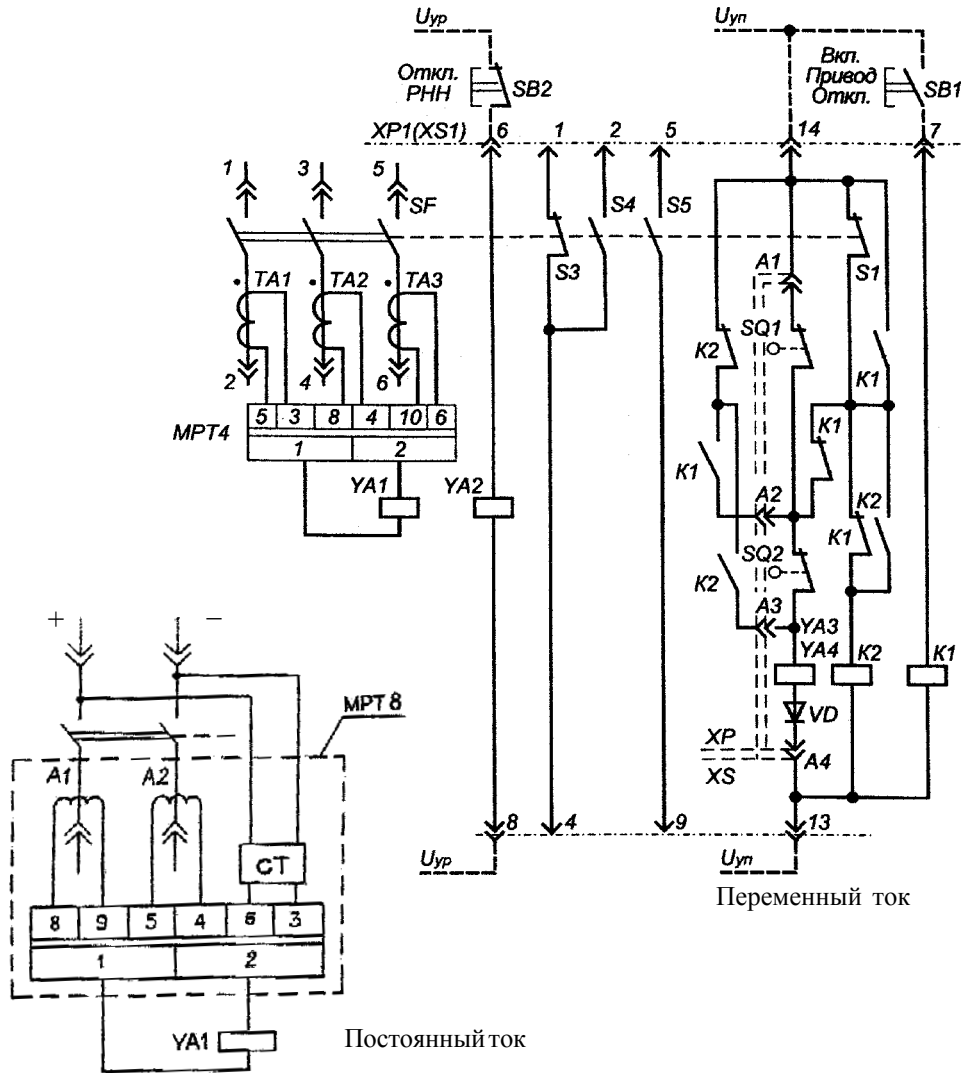 Uур
Uуп
Откл.
РНН
SB2
Вкл.
Привод
Откл.
SB1
XP1(XS1)
6
1
2
5
14
7
1
3
5
SF
S4
S5
TA1
TA2
TA3
S3
A1
S1
SQ1
K2
K1
2
4
6
5
3
8
4
10
6
МРТ4
1
2
K1
K1
YA1
YA2
A2
K2
K1
SQ2
K2
A3
YA3
YA4
K2
K1
+
–
МРТ 8
VD
XP
A4
XS
A1
A2
8
4
9
13
СТ
Uур
Uуп
Переменный ток
8
9
5
4
6
3
1
2
YA1
Постоянный ток